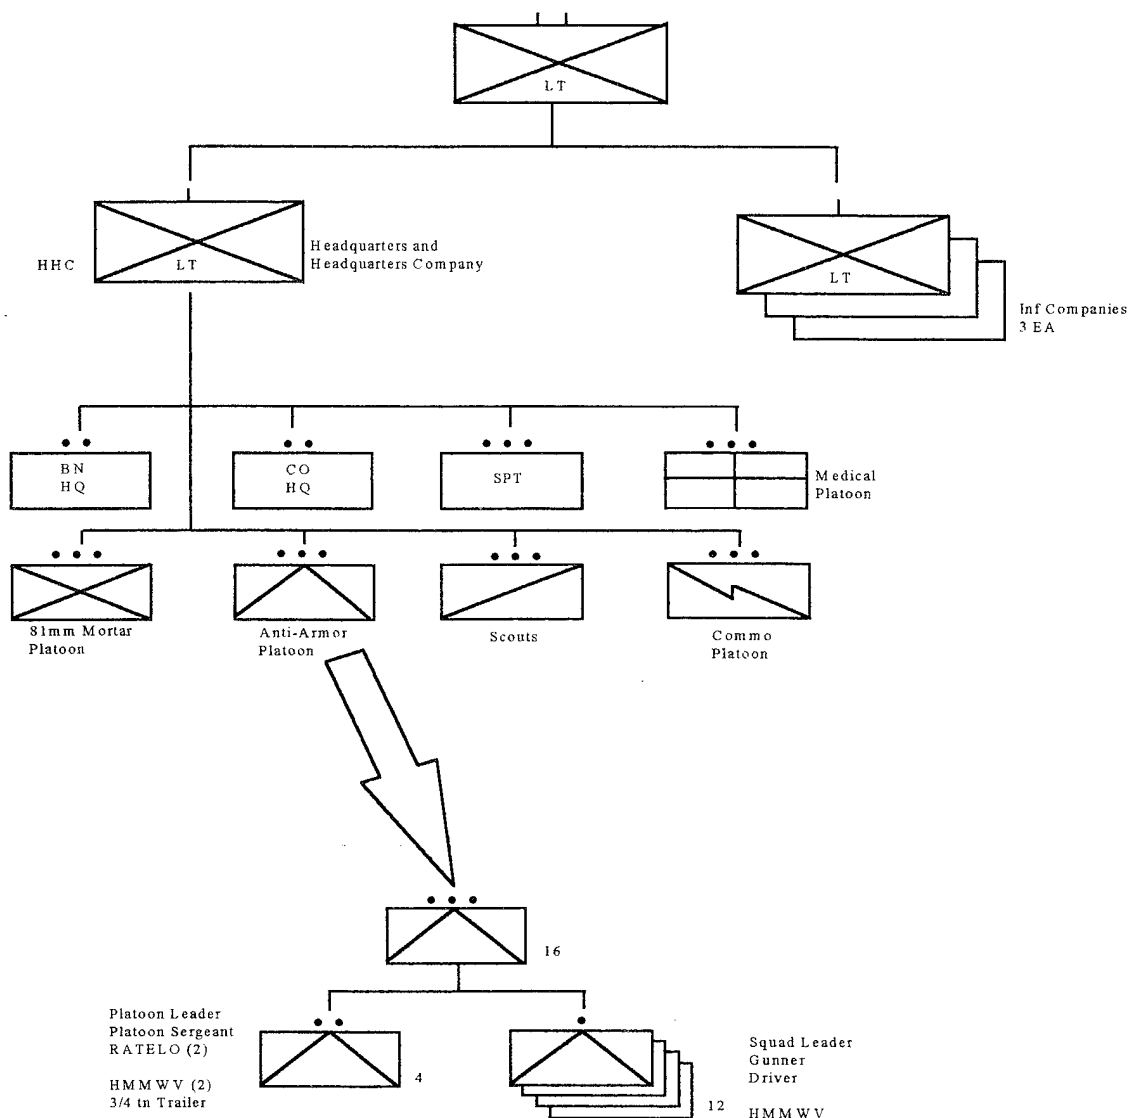 LT
HHC
LT
Headquarters and
Headquarters Company
LT
Inf Companies
3 EA
BN
HQ
CO
HQ
SPT
Medical
Platoon
81mm Mortar
Platoon
Anti-Armor
Platoon
Scouts
Commo
Platoon
16
Platoon Leader
Platoon Sergeant
RATELO (2)
HMMWV (2)
3/4 tn Trailer
4
Squad Leader
Gunner
Driver
12
HMMWV